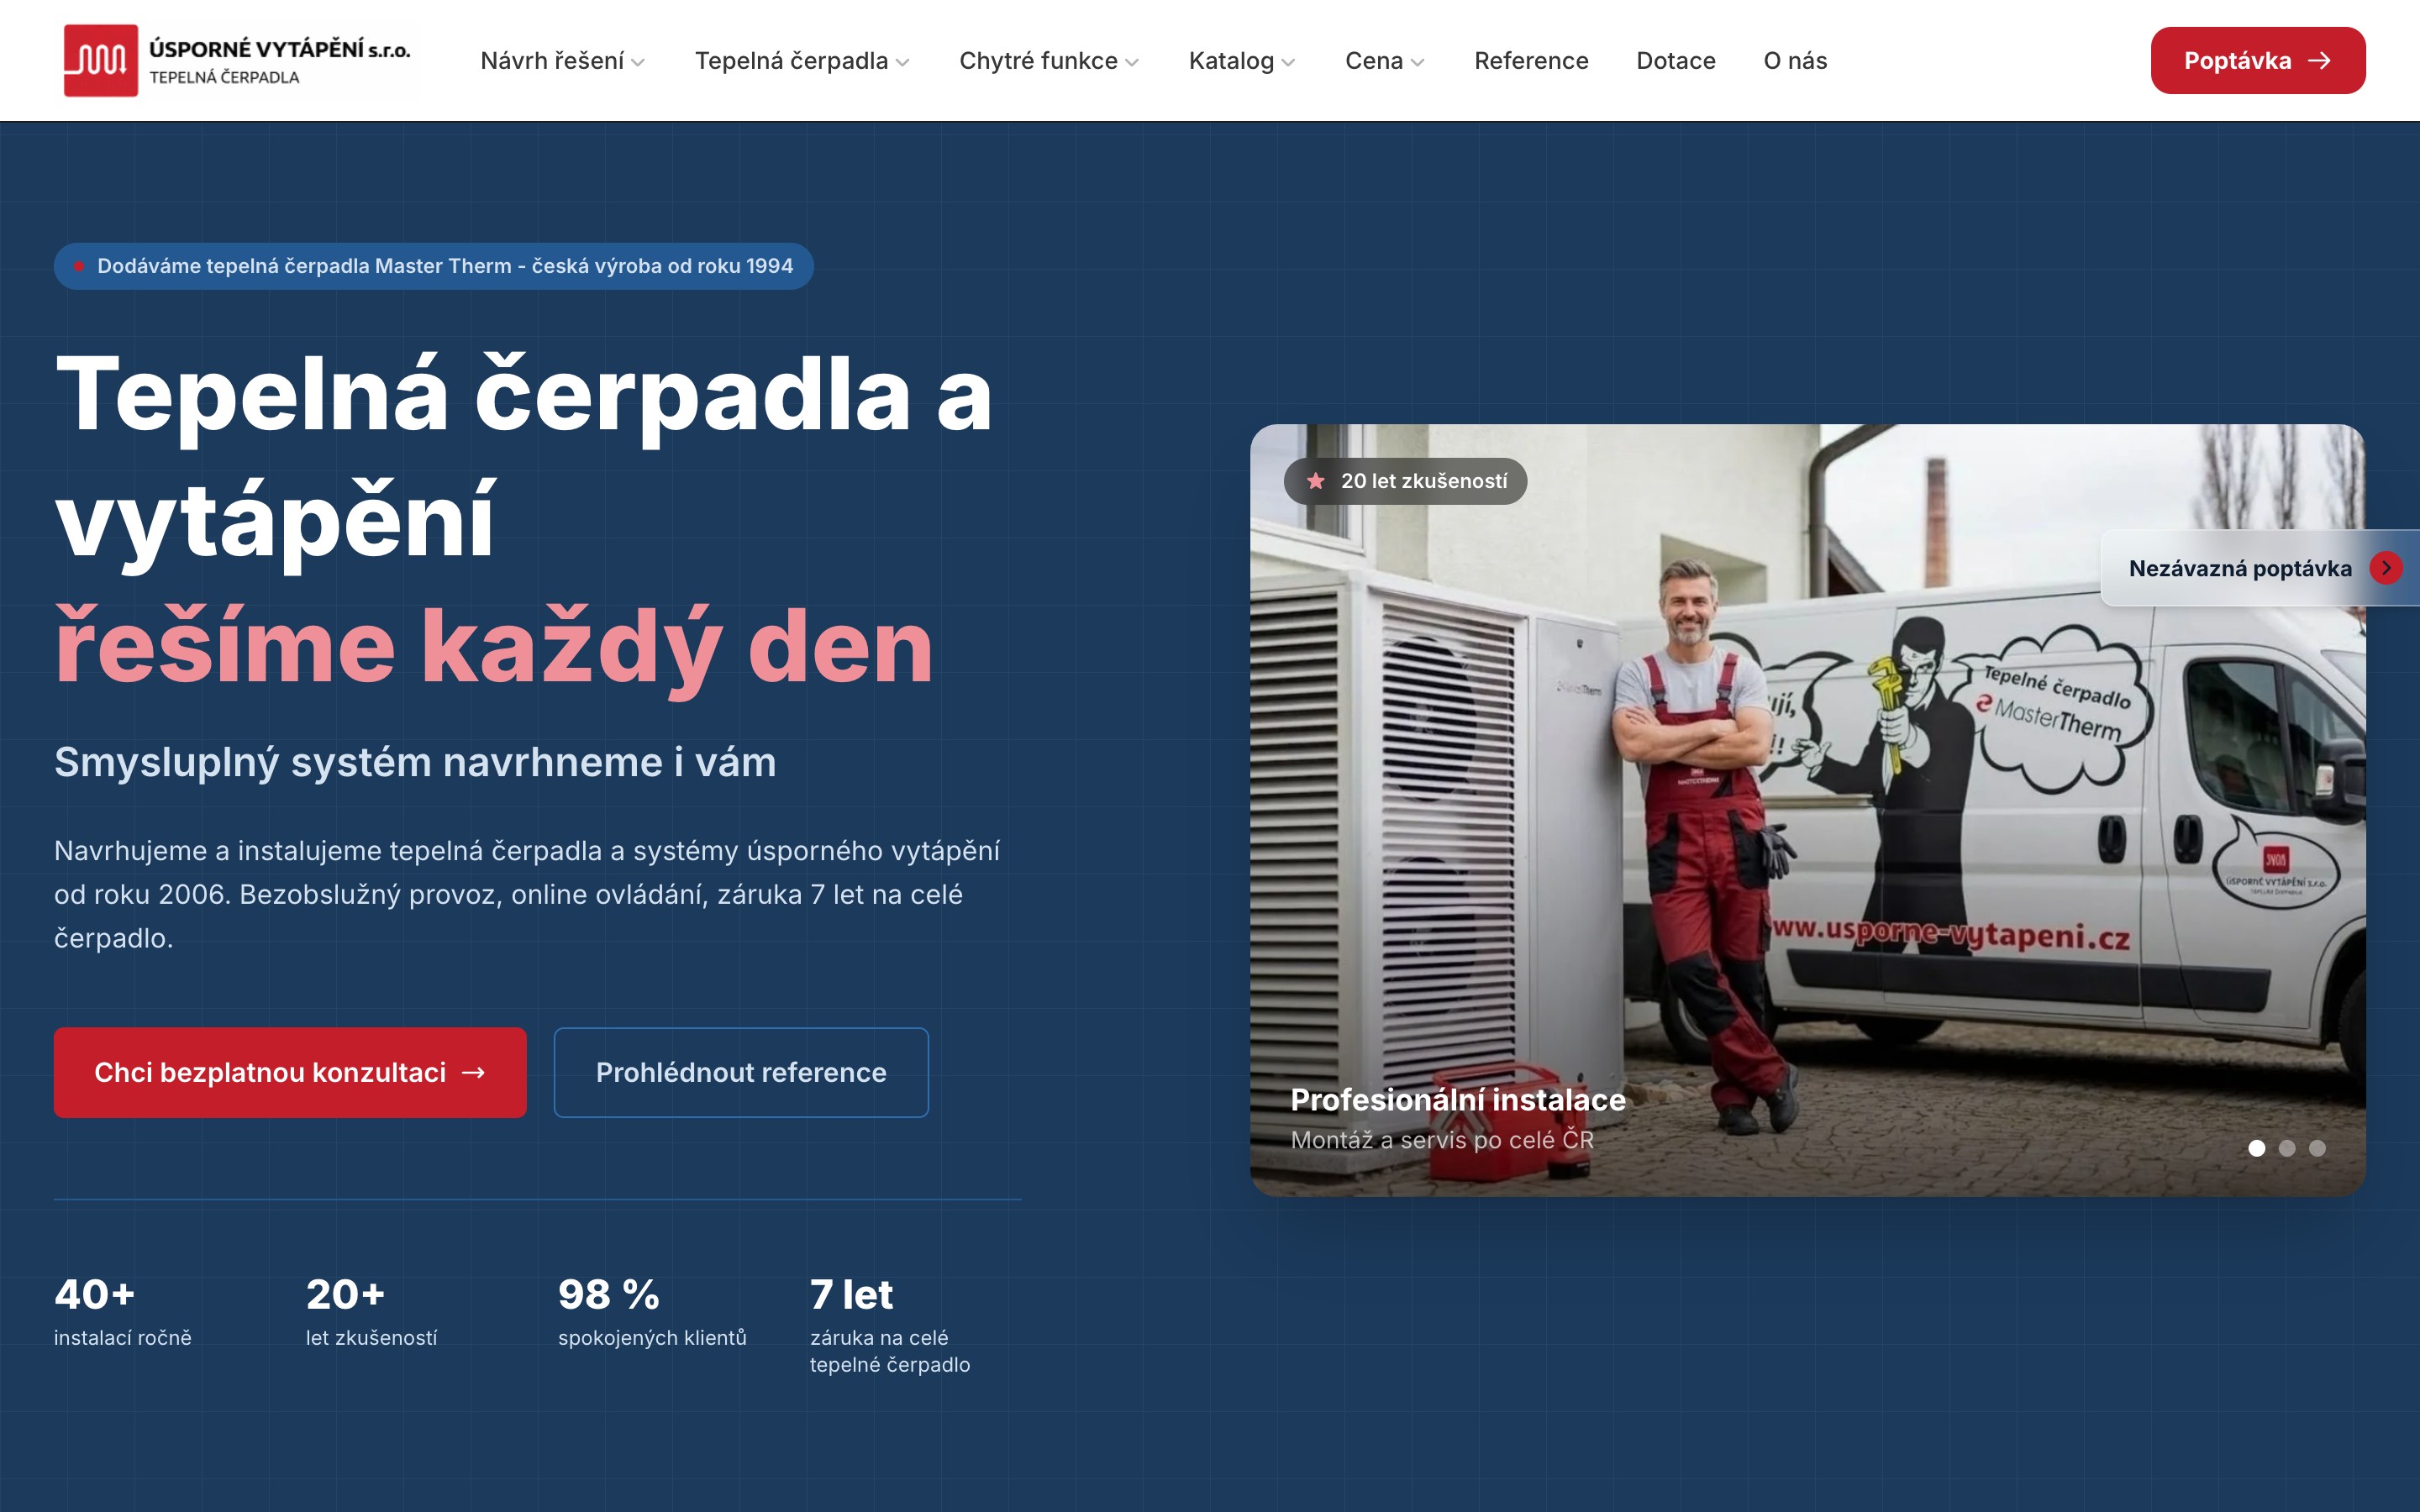 ÚSPORNÉ VYTÁPĚNÍ s.r.o.
TEPELNÁ ČERPADLA
Návrh řešení
Tepelná čerpadla
Chytré funkce
Katalog
Cena
Reference
Dotace
O nás
Poptávka
Dodáváme tepelná čerpadla Master Therm - česká výroba od roku 1994
Tepelná čerpadla a
vytápění
řešíme každý den
Smysluplný systém navrhneme i vám
Navrhujeme a instalujeme tepelná čerpadla a systémy úsporného vytápění
od roku 2006. Bezobslužný provoz, online ovládání, záruka 7 let na celé
čerpadlo.
Chci bezplatnou konzultaci
Prohlédnout reference
40+
instalací ročně
20+
let zkušeností
98 %
spokojených klientů
7 let
záruka na celé
tepelné čerpadlo
20 let zkušeností
Nezávazná poptávka
Tepelné čerpadlo
MasterTherm
ÚSPORNÉ VYTÁPĚNÍ s.r.o.
ww.usporne-vytapeni.cz
Profesionální instalace
Montáž a servis po celé ČR